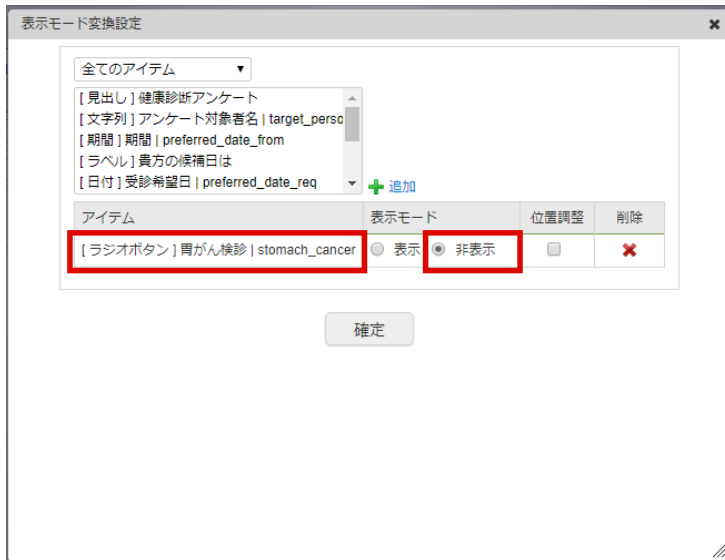 表示モード変換設定
全てのアイテム
[ 見出し ] 健康診断アンケート
[ 文字列 ] アンケート対象者名 | target_perso
[ 期間 ] 期間 | preferred_date_from
[ ラベル ] 貴方の候補日は
[ 日付 ] 受診希望日 | preferred_date_req
追加
アイテム 表示モード 位置調整 削除
[ ラジオボタン ] 胃がん検診 | stomach_cancer 表示 非表示
確定